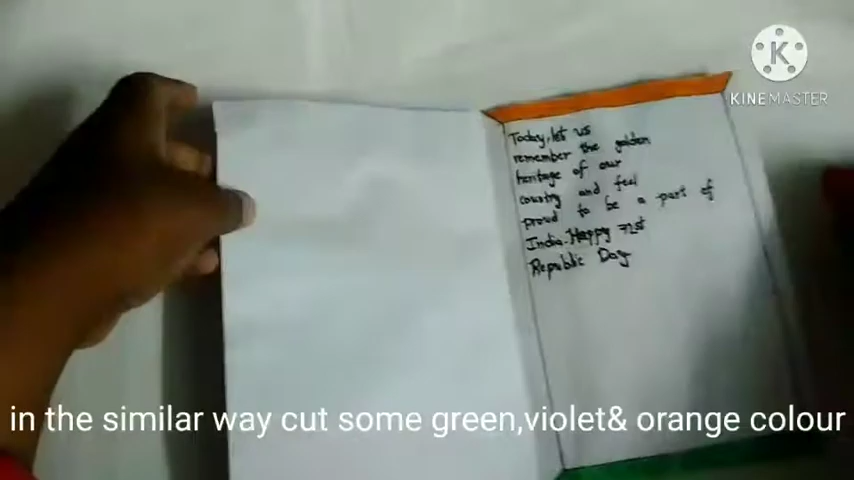 KINEMASTER
Today, let us
remember the golden
heritage of our
country and feel
proud to be a part of
India. Happy 72st
Republic Day
in the similar way cut some green,violet& orange colour